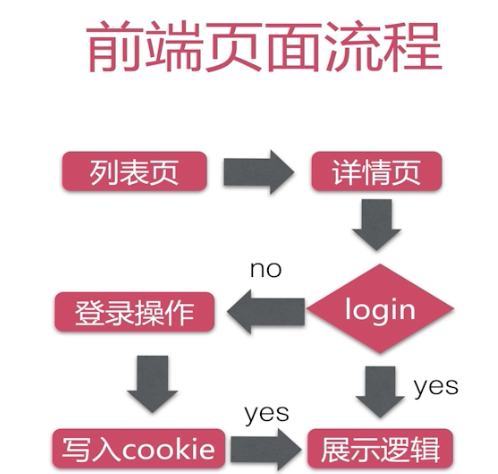 前端页面流程
列表页
详情页
no
登录操作
login
yes
yes
写入cookie
展示逻辑